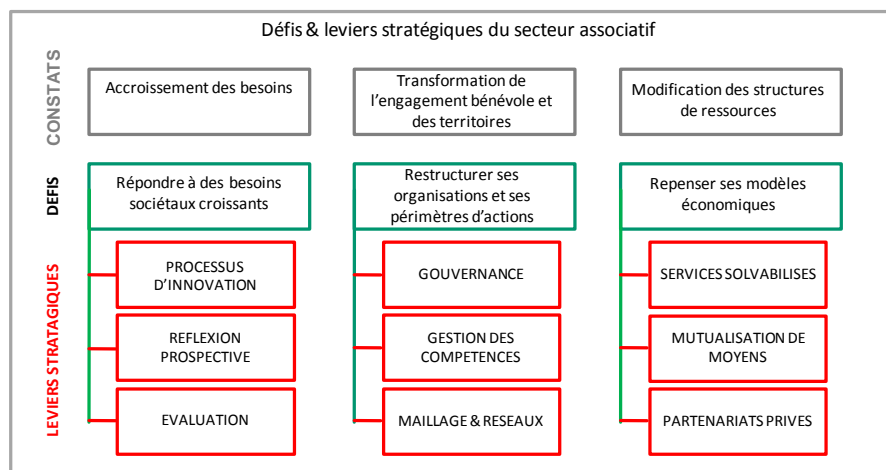 Défis & leviers stratégiques du secteur associatif
CONSTATS
Accroissement des besoins
Transformation de
l'engagement bénévole et
des territoires
Modification des structures
de ressources
DEFIS
Répondre à des besoins
sociétaux croissants
Restructurer ses
organisations et ses
périmètres d'actions
Repenser ses modèles
économiques
LEVIERS STRATAGIQUES
PROCESSUS
D'INNOVATION
GOUVERNANCE
SERVICES SOLVABILISES
REFLEXION
PROSPECTIVE
GESTION DES
COMPETENCES
MUTUALISATION DE
MOYENS
EVALUATION
MAILLAGE & RESEAUX
PARTENARIATS PRIVES